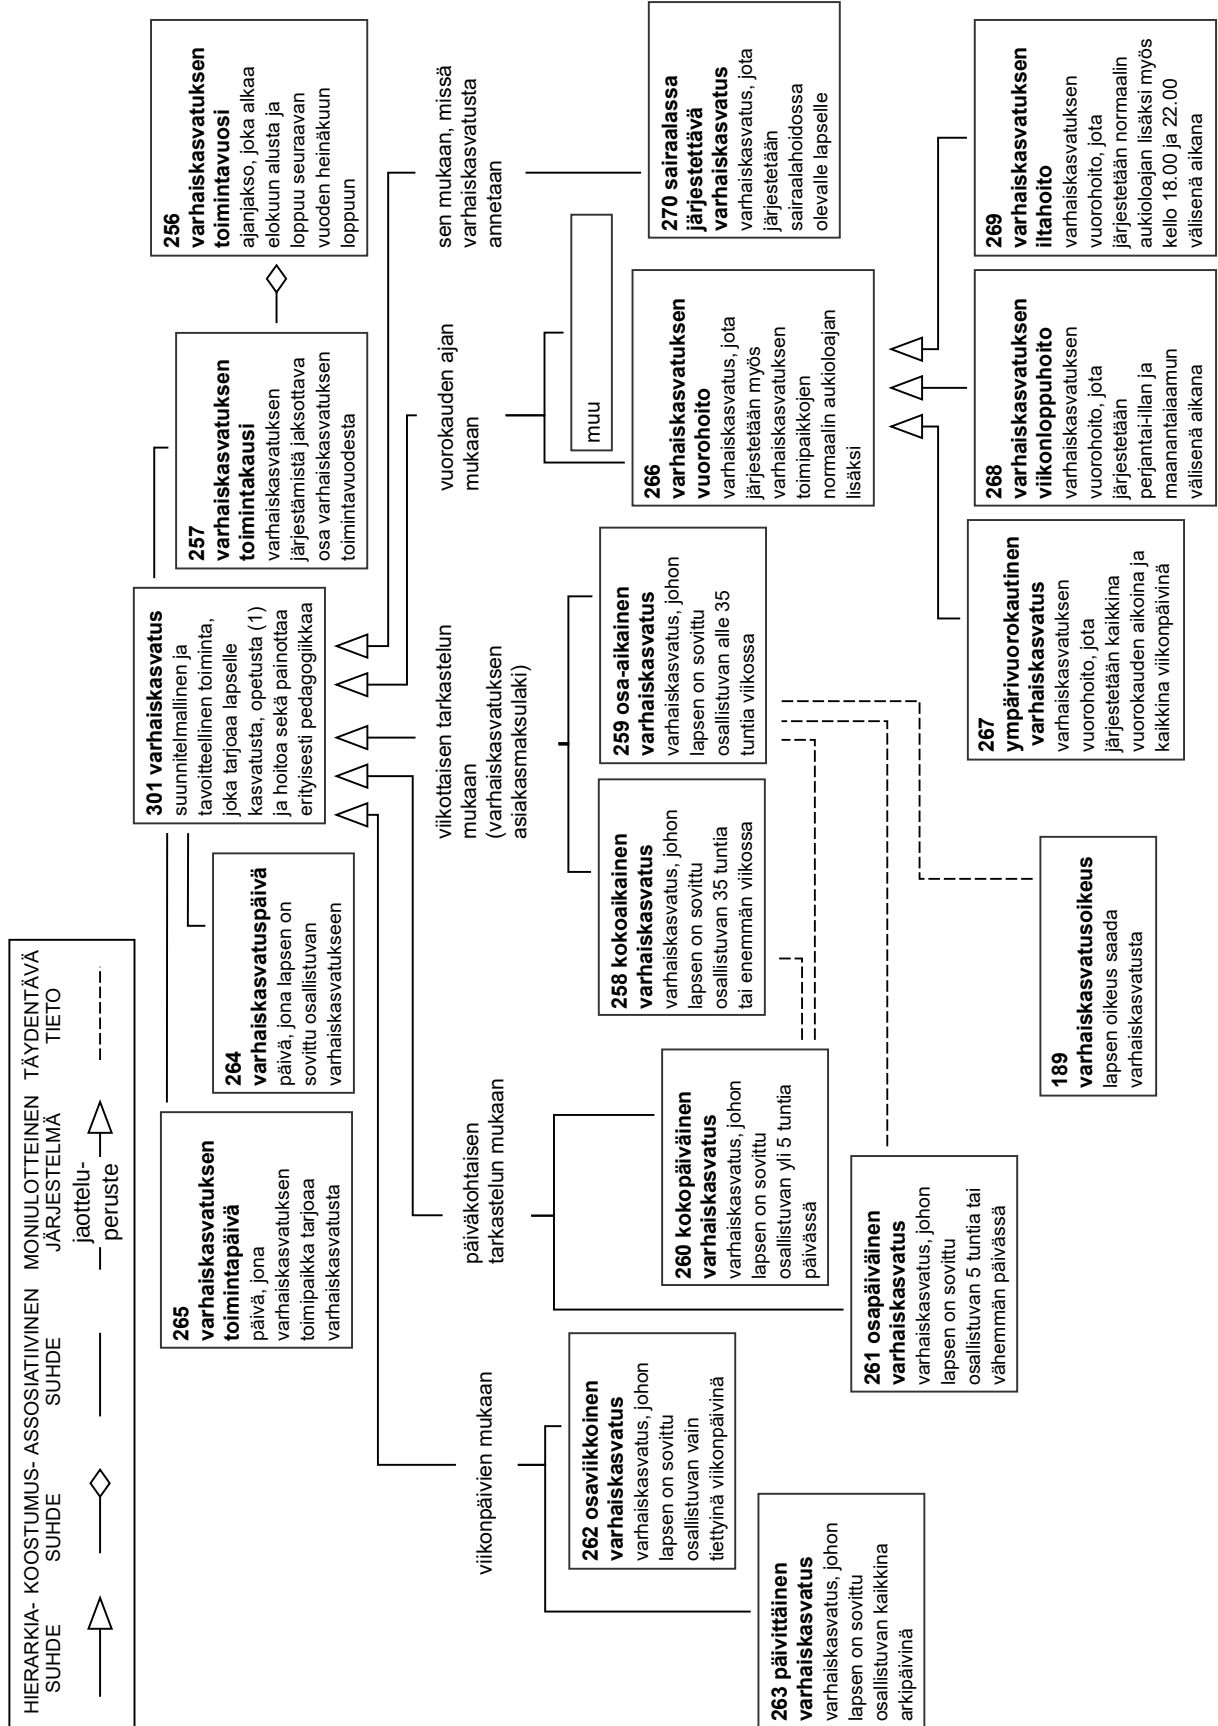 HIERARKIA-
SUHDE
KOOSTUMUS-
SUHDE
ASSOSIATIIVINEN
SUHDE
MONIULOTTEINEN
JÄRJESTELMÄ
jaottelu-
peruste
TÄYDENTÄVÄ
TIETO
265
varhaiskasvatuksen
toimintapäivä
päivä, jona
varhaiskasvatuksen
toimipaikka tarjoaa
varhaiskasvatusta
264
varhaiskasvatuspäivä
päivä, jona lapsen on
sovittu osallistuvan
varhaiskasvatukseen
301 varhaiskasvatus
suunnitelmallinen ja
tavoitteellinen toiminta,
joka tarjoaa lapselle
kasvatusta, opetusta (1)
ja hoitoa sekä painottaa
erityisesti pedagogiikkaa
257
varhaiskasvatuksen
toimintakausi
varhaiskasvatuksen
järjestämistä jaksottava
osa varhaiskasvatuksen
toimintavuodesta
256
varhaiskasvatuksen
toimintavuosi
ajanjakso, joka alkaa
elokuun alusta ja
loppuu seuraavan
vuoden heinäkuun
loppuun
viikonpäivien mukaan
päiväkohtaisen
tarkastelun mukaan
viikottaisen tarkastelun
mukaan
(varhaiskasvatuksen
asiakasmaksulaki)
vuorokauden ajan
mukaan
sen mukaan, missä
varhaiskasvatusta
annetaan
263 päivittäinen
varhaiskasvatus
varhaiskasvatus, johon
lapsen on sovittu
osallistuvan kaikkina
arkipäivinä
262 osaviikkoinen
varhaiskasvatus
varhaiskasvatus, johon
lapsen on sovittu
osallistuvan vain
tiettyinä viikonpäivinä
261 osapäiväinen
varhaiskasvatus
varhaiskasvatus, johon
lapsen on sovittu
osallistuvan 5 tuntia tai
vähemmän päivässä
260 kokopäiväinen
varhaiskasvatus
varhaiskasvatus, johon
lapsen on sovittu
osallistuvan yli 5 tuntia
päivässä
258 kokoaikainen
varhaiskasvatus
varhaiskasvatus, johon
lapsen on sovittu
osallistuvan 35 tuntia
tai enemmän viikossa
259 osa-aikainen
varhaiskasvatus
varhaiskasvatus, johon
lapsen on sovittu
osallistuvan alle 35
tuntia viikossa
muu
266
varhaiskasvatuksen
vuorohoito
varhaiskasvatus, jota
järjestetään myös
varhaiskasvatuksen
toimipaikkojen
normaalin aukioloajan
lisäksi
270 sairaalassa
järjestettävä
varhaiskasvatus
varhaiskasvatus, jota
järjestetään
sairaalahoidossa
olevalle lapselle
189
varhaiskasvatusoikeus
lapsen oikeus saada
varhaiskasvatusta
267
ympärivuorokautinen
varhaiskasvatus
varhaiskasvatuksen
vuorohoito, jota
järjestetään kaikkina
vuorokauden aikoina ja
kaikkina viikonpäivinä
268
varhaiskasvatuksen
viikonloppuhoito
varhaiskasvatuksen
vuorohoito, jota
järjestetään
perjantai-illan ja
maanantaiaamun
välisenä aikana
269
varhaiskasvatuksen
iltahoito
varhaiskasvatuksen
vuorohoito, jota
järjestetään normaalin
aukioloajan lisäksi myös
kello 18.00 ja 22.00
välisenä aikana